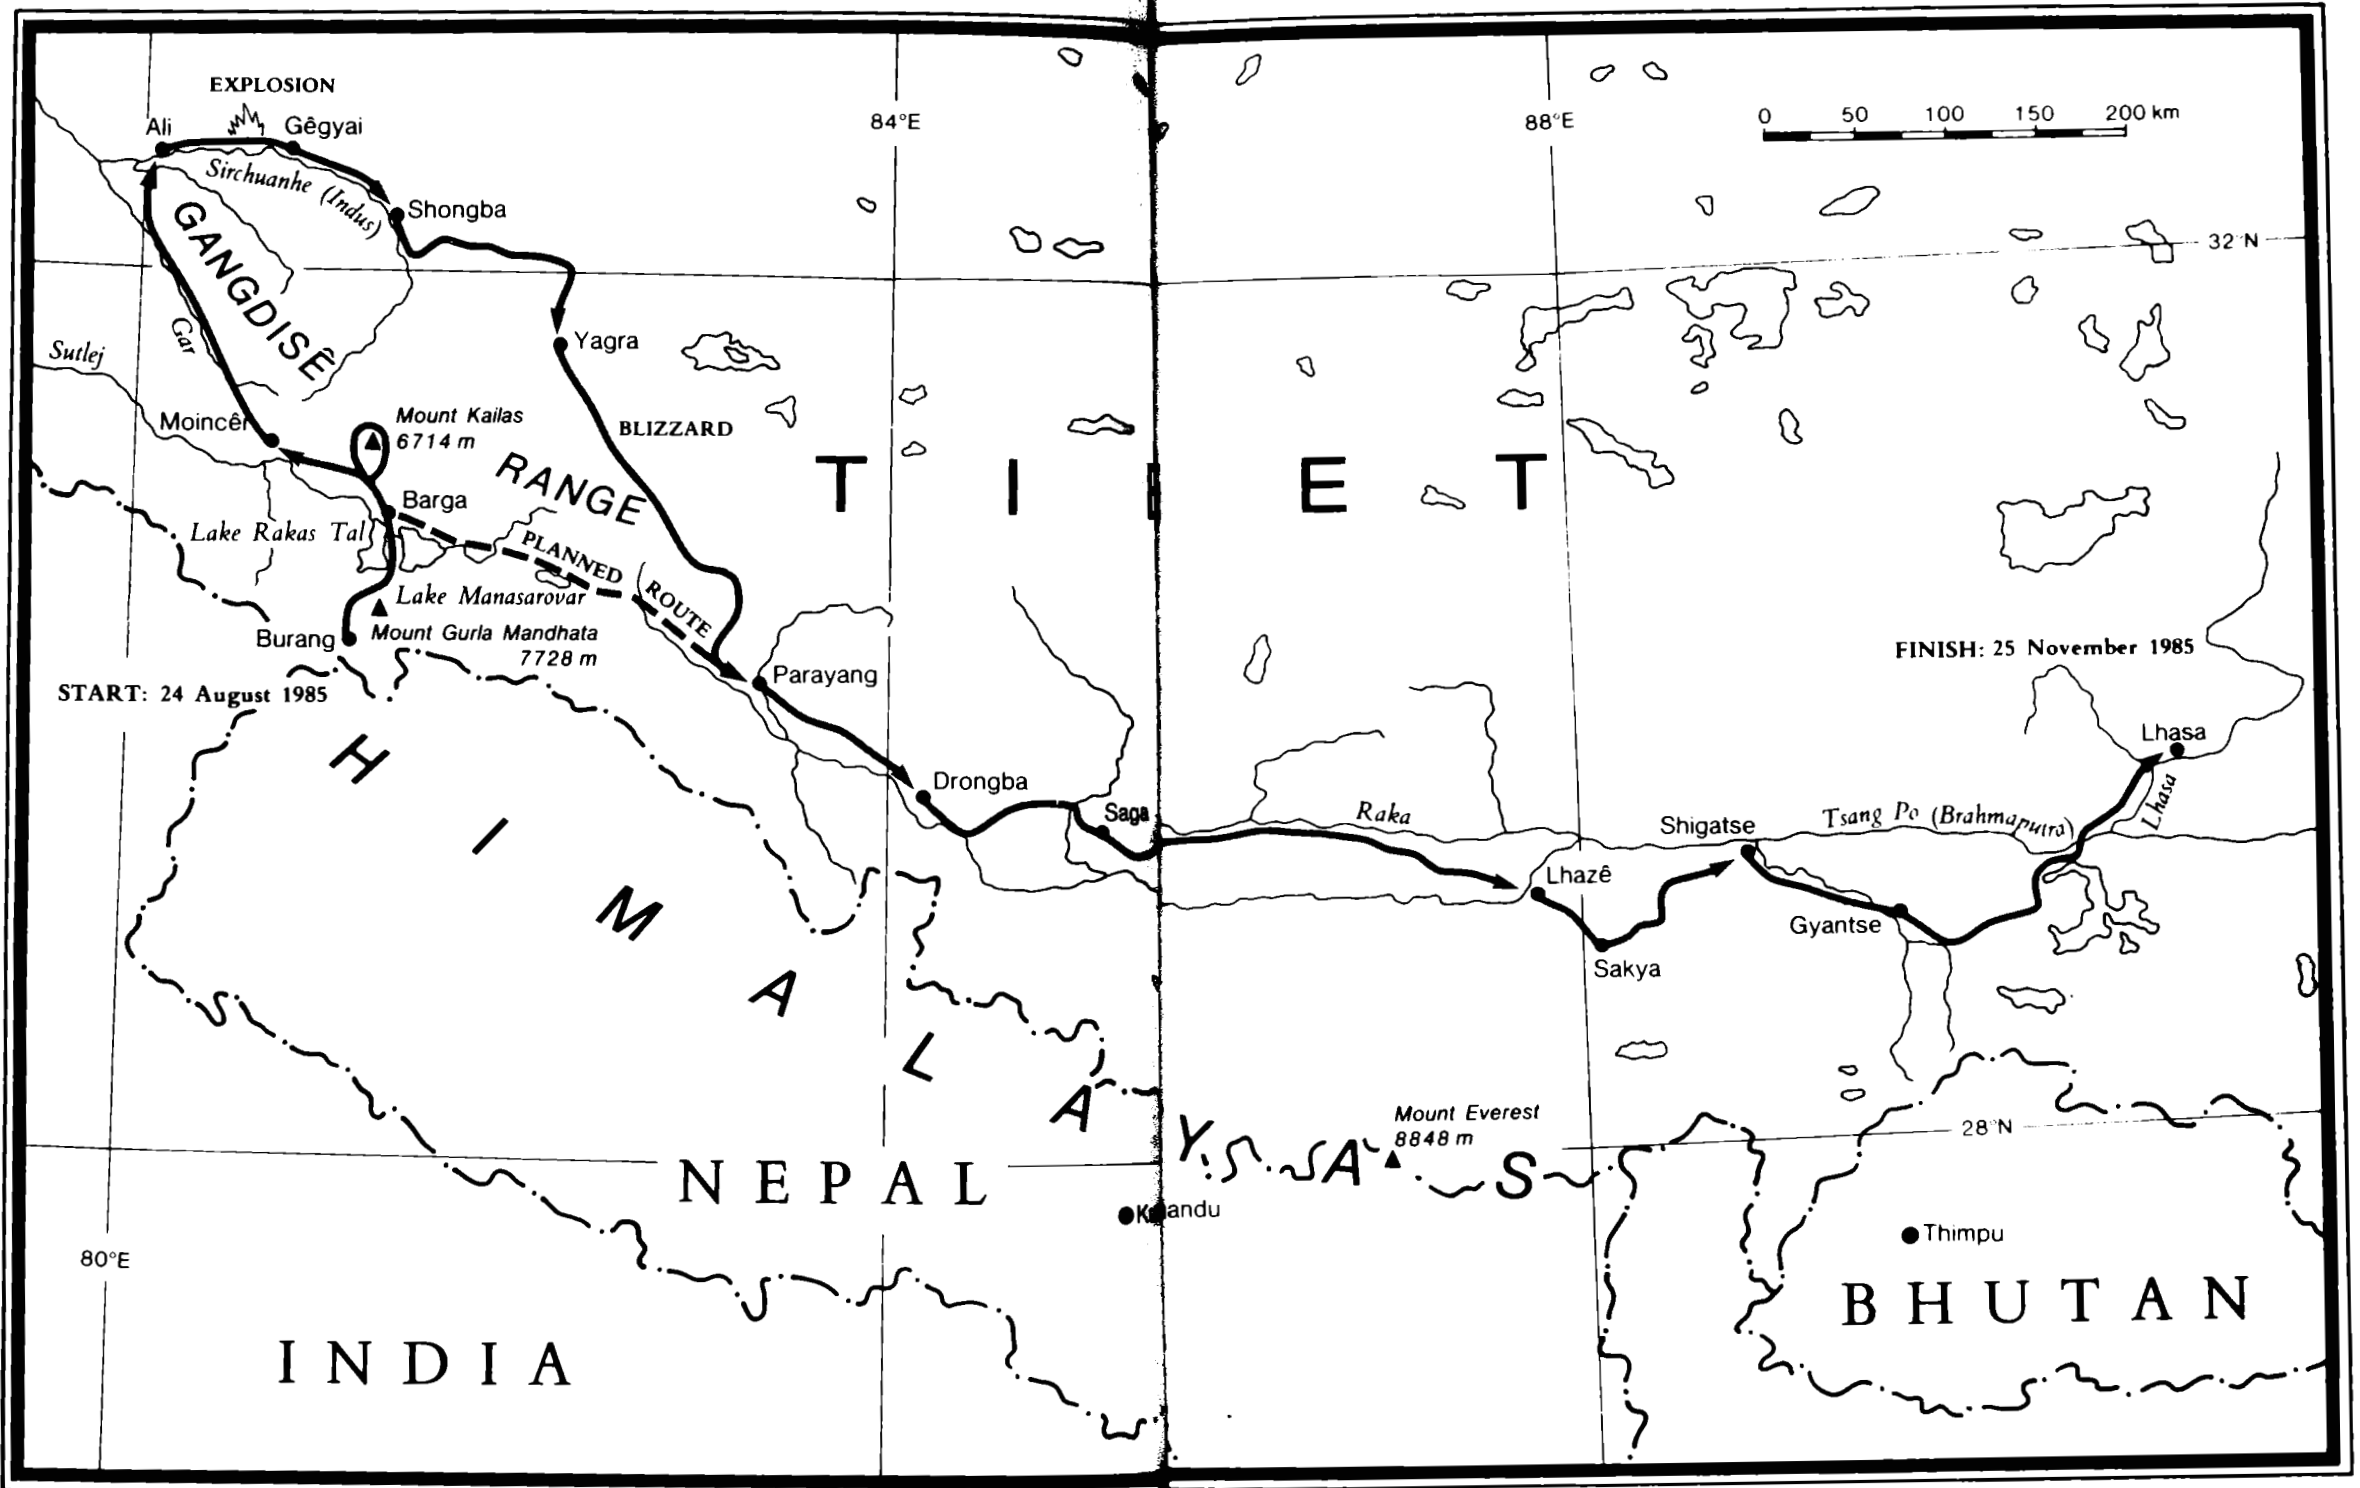 EXPLOSION
Ali
Gêgyai
Sirchuanhe (Indus)
Shongba
GANGDISÊ
Gar
Sutlej
Moincêr
Mount Kailas
6714 m
Yagra
BLIZZARD
RANGE
Barga
Lake Rakas Tal
PLANNED
ROUTE
Lake Manasarovar
Burang
Mount Gurla Mandhata
7728 m
START: 24 August 1985
Parayang
Drongba
Saga
84°E
88°E
0 50 100 150 200 km
32°N
T I B E T
FINISH: 25 November 1985
Lhasa
Lhasa
Raka
Shigatse
Tsang Po (Brahmaputra)
Lhazê
Gyantse
Sakya
HIMALAYAS
Mount Everest
8848 m
28°N
NEPAL
andu
Thimpu
BHUTAN
80°E
INDIA